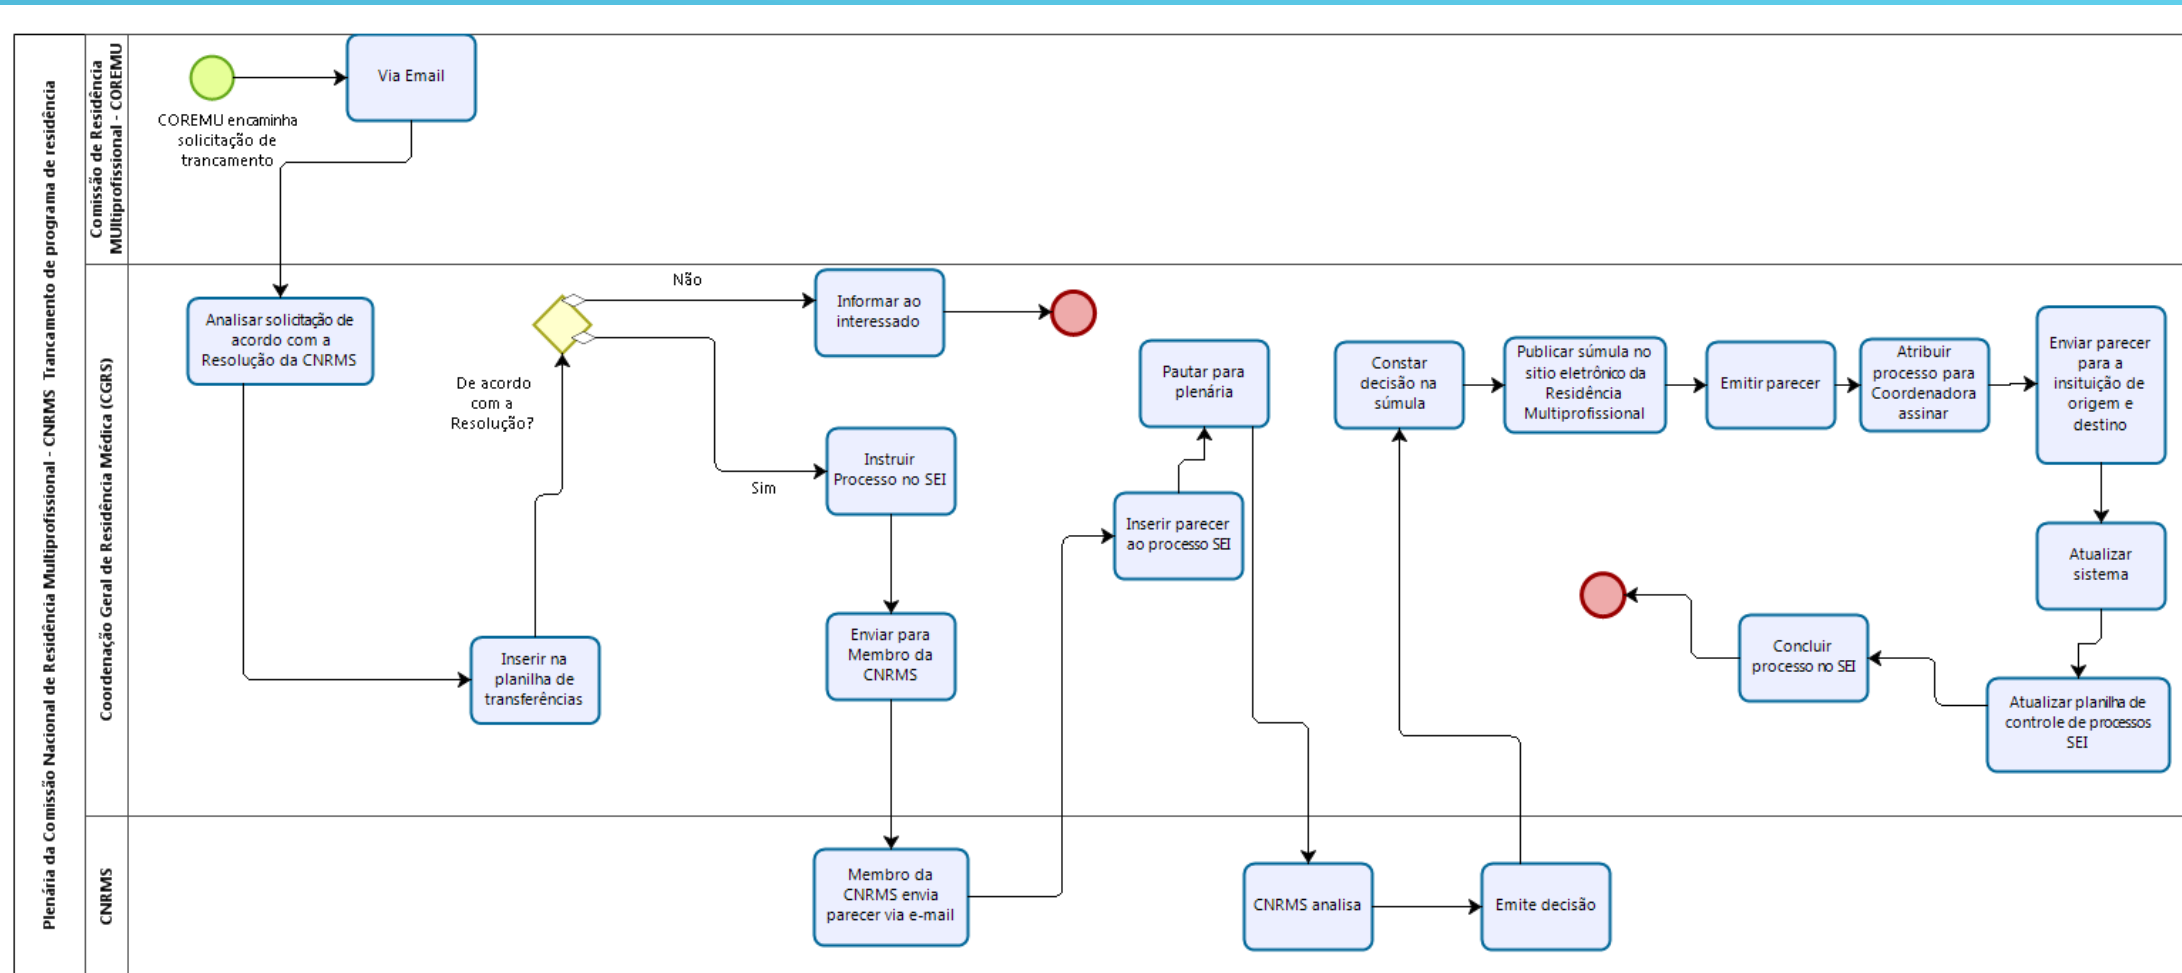 Plenária da Comissão Nacional de Residência Multiprofissional - CNRMS Trancamento de programa de residência
Comissão de Residência
MUltiprofissional - COREMU
COREMU encaminha
solicitação de
trancamento
Via Email
Coordenação Geral de Residência Médica (CGRS)
Analisar solicitação de
acordo com a
Resolução da CNRMS
Inserir na
planilha de
transferências
De acordo
com a
Resolução?
Não
Informar ao
interessado
Sim
Instruir
Processo no SEI
Enviar para
Membro da
CNRMS
Inserir parecer
ao processo SEI
Pautar para
plenária
Constar
decisão na
súmula
Publicar súmula no
sitio eletrônico da
Residência
Multiprofissional
Emitir parecer
Atribuir
processo para
Coordenadora
assinar
Enviar parecer
para a
insituição de
origem e
destino
Atualizar
sistema
Atualizar planilha de
controle de processos
SEI
Concluir
processo no SEI
CNRMS
Membro da
CNRMS envia
parecer via e-mail
CNRMS analisa
Emite decisão